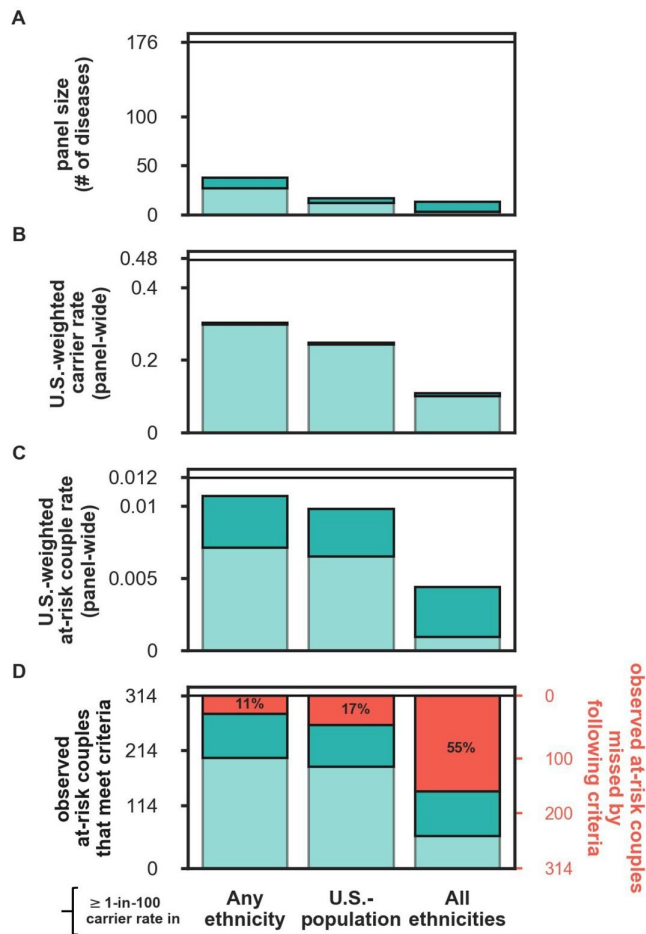 A
176
100
50
0
panel size
(# of diseases)
B
0.48
0.4
0.2
0
U.S.-weighted
carrier rate
(panel-wide)
C
0.012
0.01
0.005
0
U.S.-weighted
at-risk couple rate
(panel-wide)
D
314
214
114
0
observed
at-risk couples
that meet criteria
11%
17%
55%
0
100
200
314
observed at-risk couples
missed by
following criteria
≥ 1-in-100
carrier rate in
Any
ethnicity
U.S.-
population
All
ethnicities